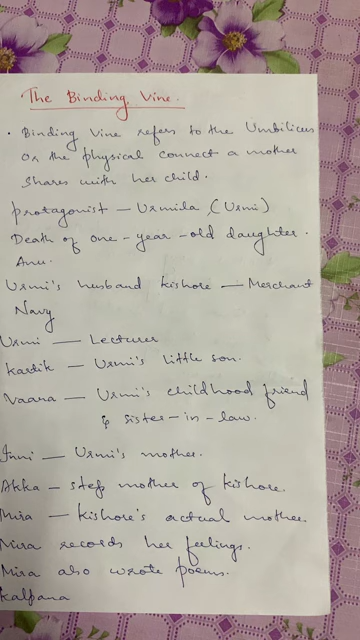 The Binding Vine.
· Binding Vine refers to the Umbilicus
Or the physical connect a mother
Shares with her child.
protagonist — Urmila (Urmi)
Death of one-year-old daughter.
Anu.
Urmi's husband Kishore — Merchant
Navy
Urmi — Lecturer
Kartik — Urmi's little son.
Vaana — Urmi's childhood friend
& sister-in-law.
Inni — Urmi's mother.
Akka — step mother of Kishore.
Mira — Kishore's actual mother.
Mira records her feelings.
Mira also wrote poems.
Kalpana